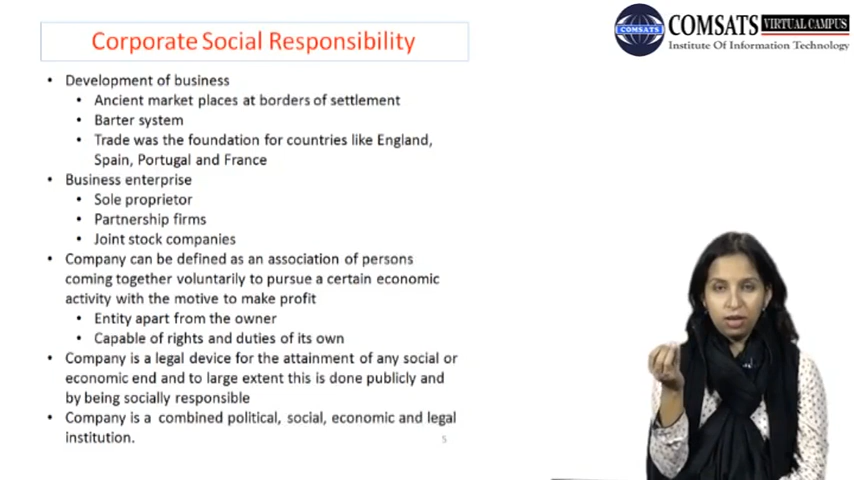 Corporate Social Responsibility
COMSATS VIRTUAL CAMPUS
COMSATS
Institute Of Information Technology
• Development of business
• Ancient market places at borders of settlement
• Barter system
• Trade was the foundation for countries like England,
Spain, Portugal and France
• Business enterprise
• Sole proprietor
• Partnership firms
• Joint stock companies
• Company can be defined as an association of persons
coming together voluntarily to pursue a certain economic
activity with the motive to make profit
• Entity apart from the owner
• Capable of rights and duties of its own
• Company is a legal device for the attainment of any social or
economic end and to large extent this is done publicly and
by being socially responsible
• Company is a combined political, social, economic and legal
institution.
5